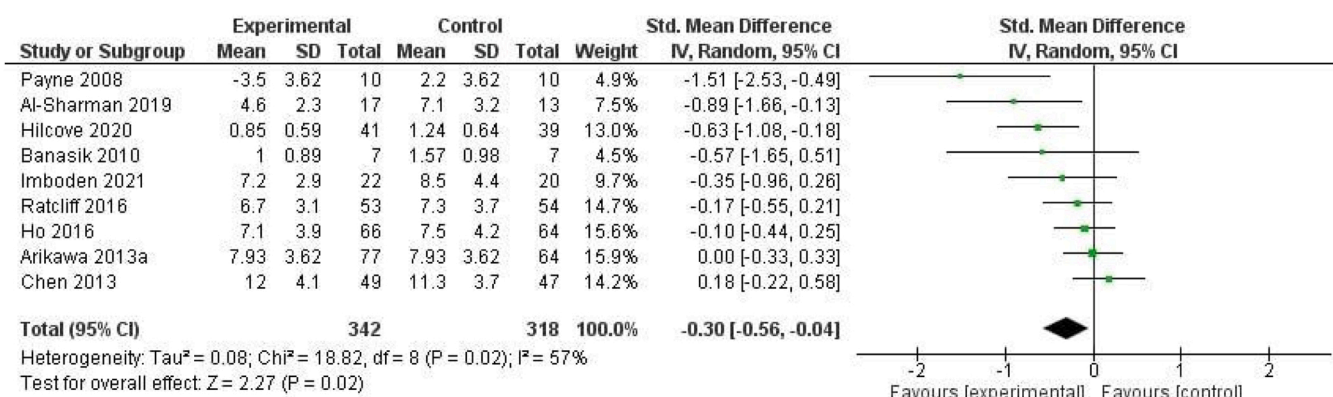 Experimental Control Std. Mean Difference Std. Mean Difference
Study or Subgroup Mean SD Total Mean SD Total Weight IV, Random, 95% CI IV, Random, 95% CI
Payne 2008 -3.5 3.62 10 2.2 3.62 10 4.9% -1.51 [-2.53, -0.49]
Al-Sharman 2019 4.6 2.3 17 7.1 3.2 13 7.5% -0.89 [-1.66, -0.13]
Hilcove 2020 0.85 0.59 41 1.24 0.64 39 13.0% -0.63 [-1.08, -0.18]
Banasik 2010 1 0.89 7 1.57 0.98 7 4.5% -0.57 [-1.65, 0.51]
Imboden 2021 7.2 2.9 22 8.5 4.4 20 9.7% -0.35 [-0.96, 0.26]
Ratcliff 2016 6.7 3.1 53 7.3 3.7 54 14.7% -0.17 [-0.55, 0.21]
Ho 2016 7.1 3.9 66 7.5 4.2 64 15.6% -0.10 [-0.44, 0.25]
Arikawa 2013a 7.93 3.62 77 7.93 3.62 64 15.9% 0.00 [-0.33, 0.33]
Chen 2013 12 4.1 49 11.3 3.7 47 14.2% 0.18 [-0.22, 0.58]
Total (95% CI) 342 318 100.0% -0.30 [-0.56, -0.04]
Heterogeneity: Tau² = 0.08; Chi² = 18.82, df = 8 (P = 0.02); I² = 57%
Test for overall effect: Z = 2.27 (P = 0.02)
-2 -1 0 1 2
Favours [experimental] Favours [control]